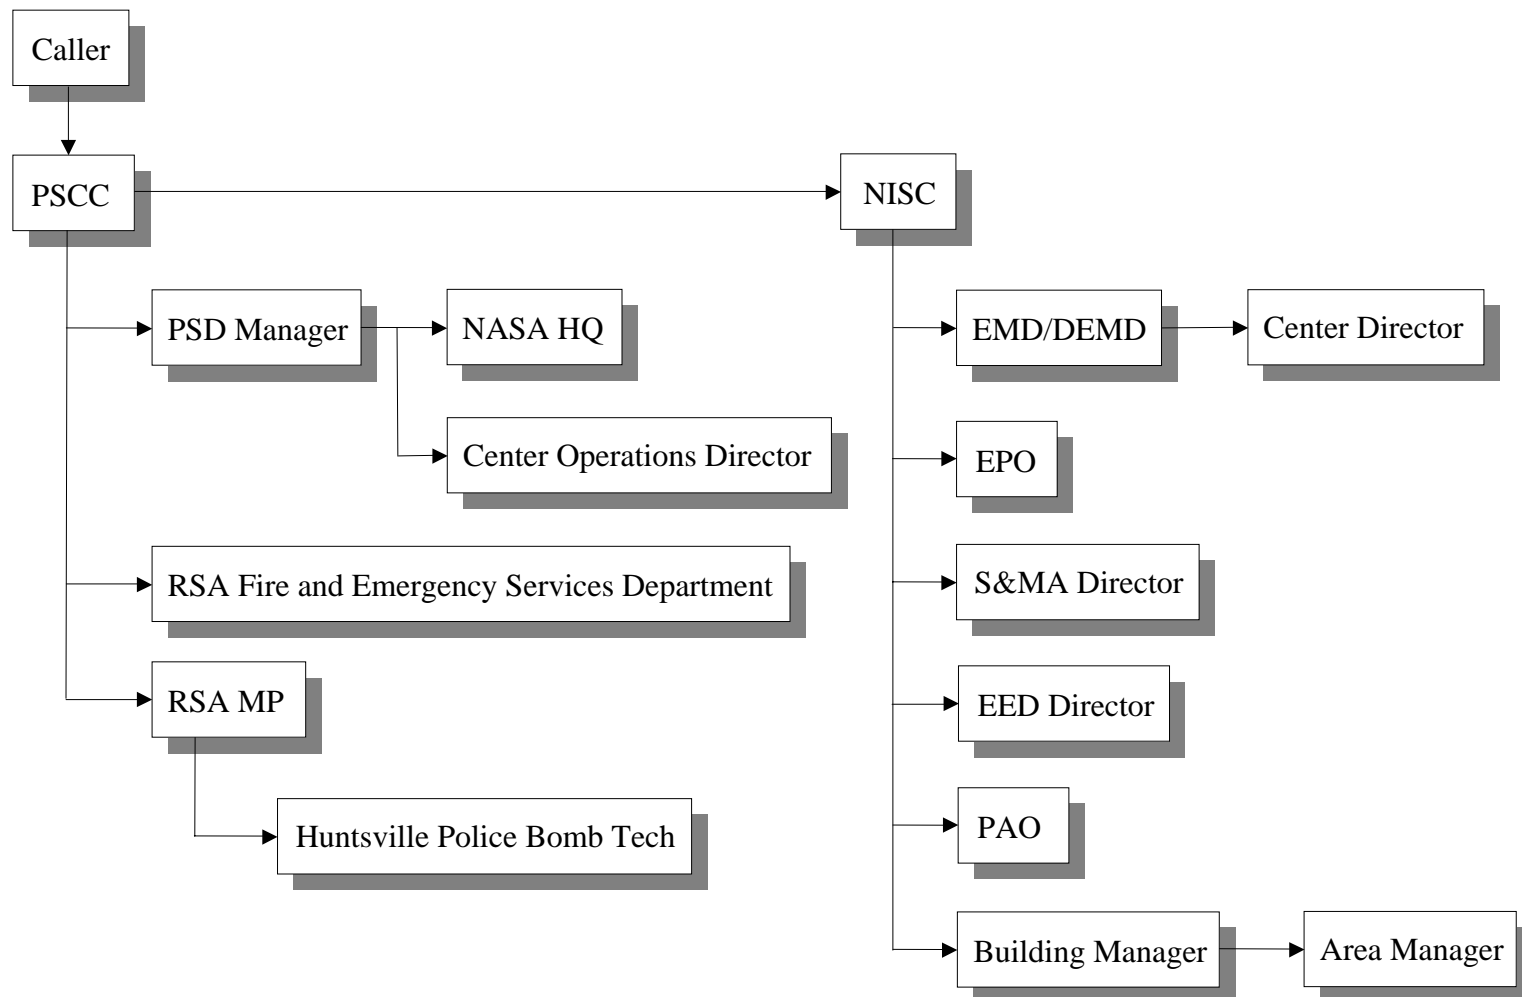 Caller
PSCC
NISC
PSD Manager
NASA HQ
EMD/DEMD
Center Director
Center Operations Director
EPO
RSA Fire and Emergency Services Department
S&MA Director
RSA MP
EED Director
Huntsville Police Bomb Tech
PAO
Building Manager
Area Manager